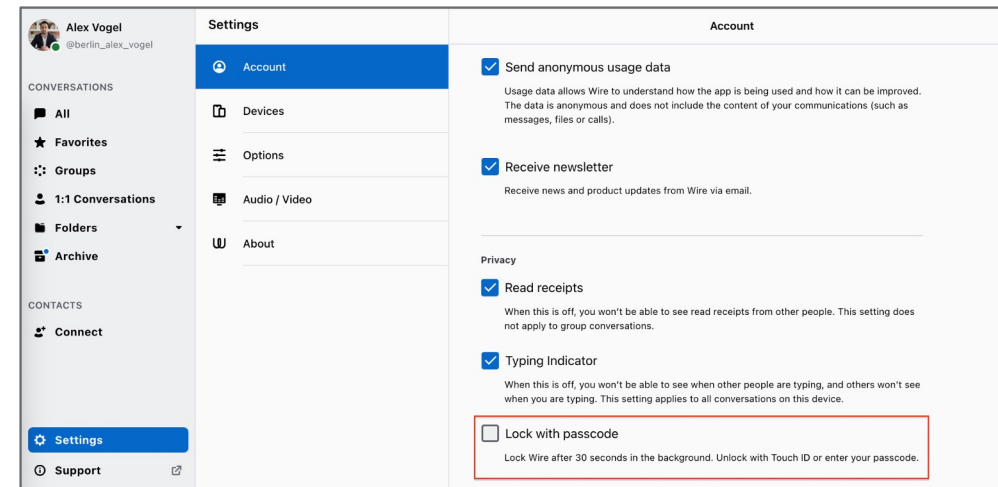 Alex Vogel
@berlin_alex_vogel
CONVERSATIONS
All
Favorites
Groups
1:1 Conversations
Folders
Archive
CONTACTS
Connect
Settings
Support
Settings
Account
Devices
Options
Audio / Video
About
Account
Send anonymous usage data
Usage data allows Wire to understand how the app is being used and how it can be improved.
The data is anonymous and does not include the content of your communications (such as
messages, files or calls).
Receive newsletter
Receive news and product updates from Wire via email.
Privacy
Read receipts
When this is off, you won't be able to see read receipts from other people. This setting does
not apply to group conversations.
Typing Indicator
When this is off, you won't be able to see when other people are typing, and others won't see
when you are typing. This setting applies to all conversations on this device.
Lock with passcode
Lock Wire after 30 seconds in the background. Unlock with Touch ID or enter your passcode.